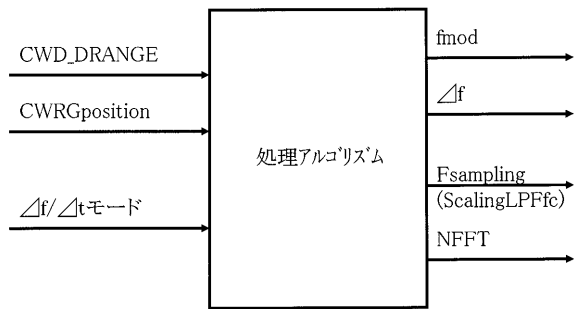 CWD_DRANGE
CWRGposition
⊿f/⊿tモード
処理アルゴリズム
fmod
⊿f
Fsampling
(ScalingLPFfc)
NFFT